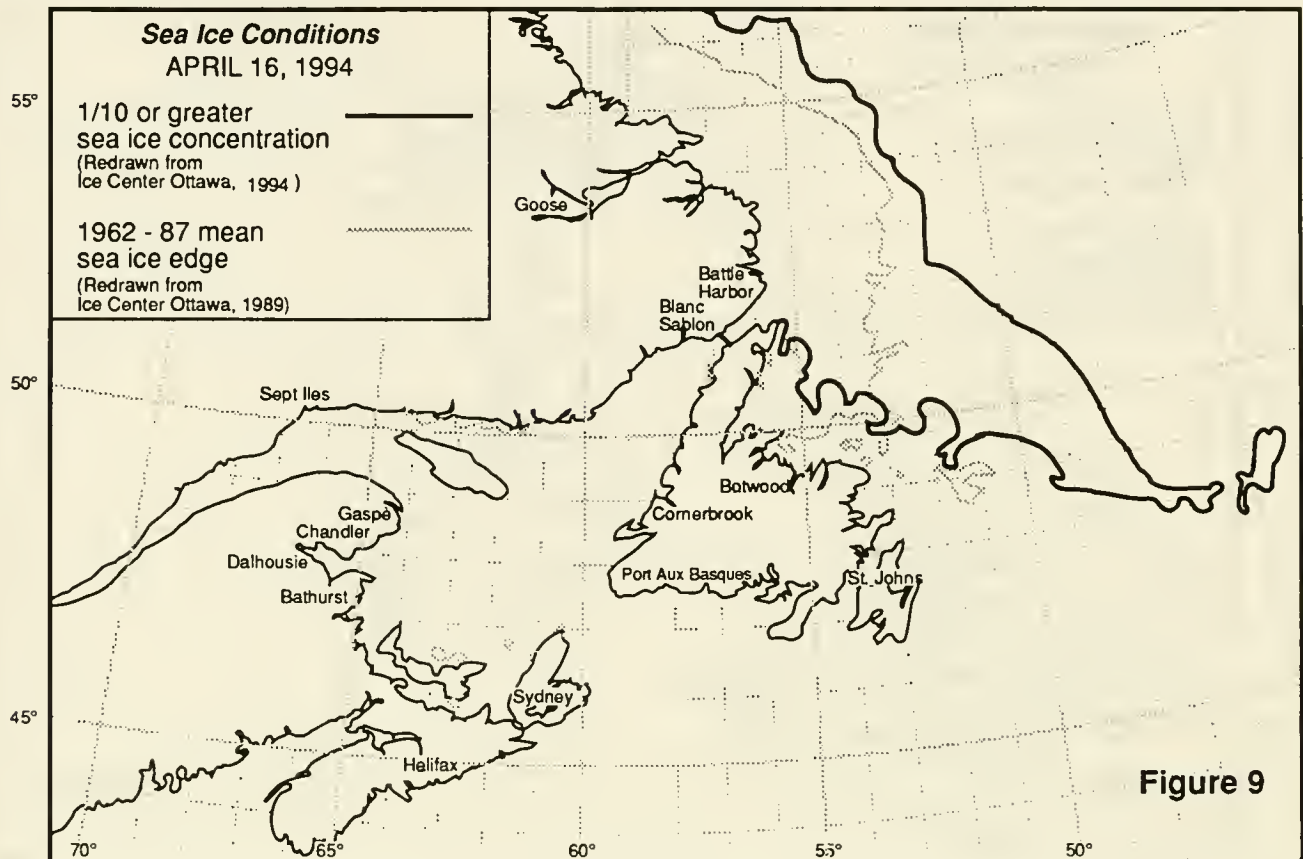 Sea Ice Conditions
APRIL 16, 1994
1/10 or greater
sea ice concentration
(Redrawn from
Ice Center Ottawa, 1994 )
1962 - 87 mean
sea ice edge
(Redrawn from
Ice Center Ottawa, 1989)
55°
50°
45°
Goose
Battle
Harbor
Blanc
Sablon
Sept Iles
Botwood
Cornerbrook
Gaspè
Chandler
Dalhousie
Port Aux Basques
St. Johns
Bathurst
Sydney
Helifax
Figure 9
70°
65°
60°
55°
50°